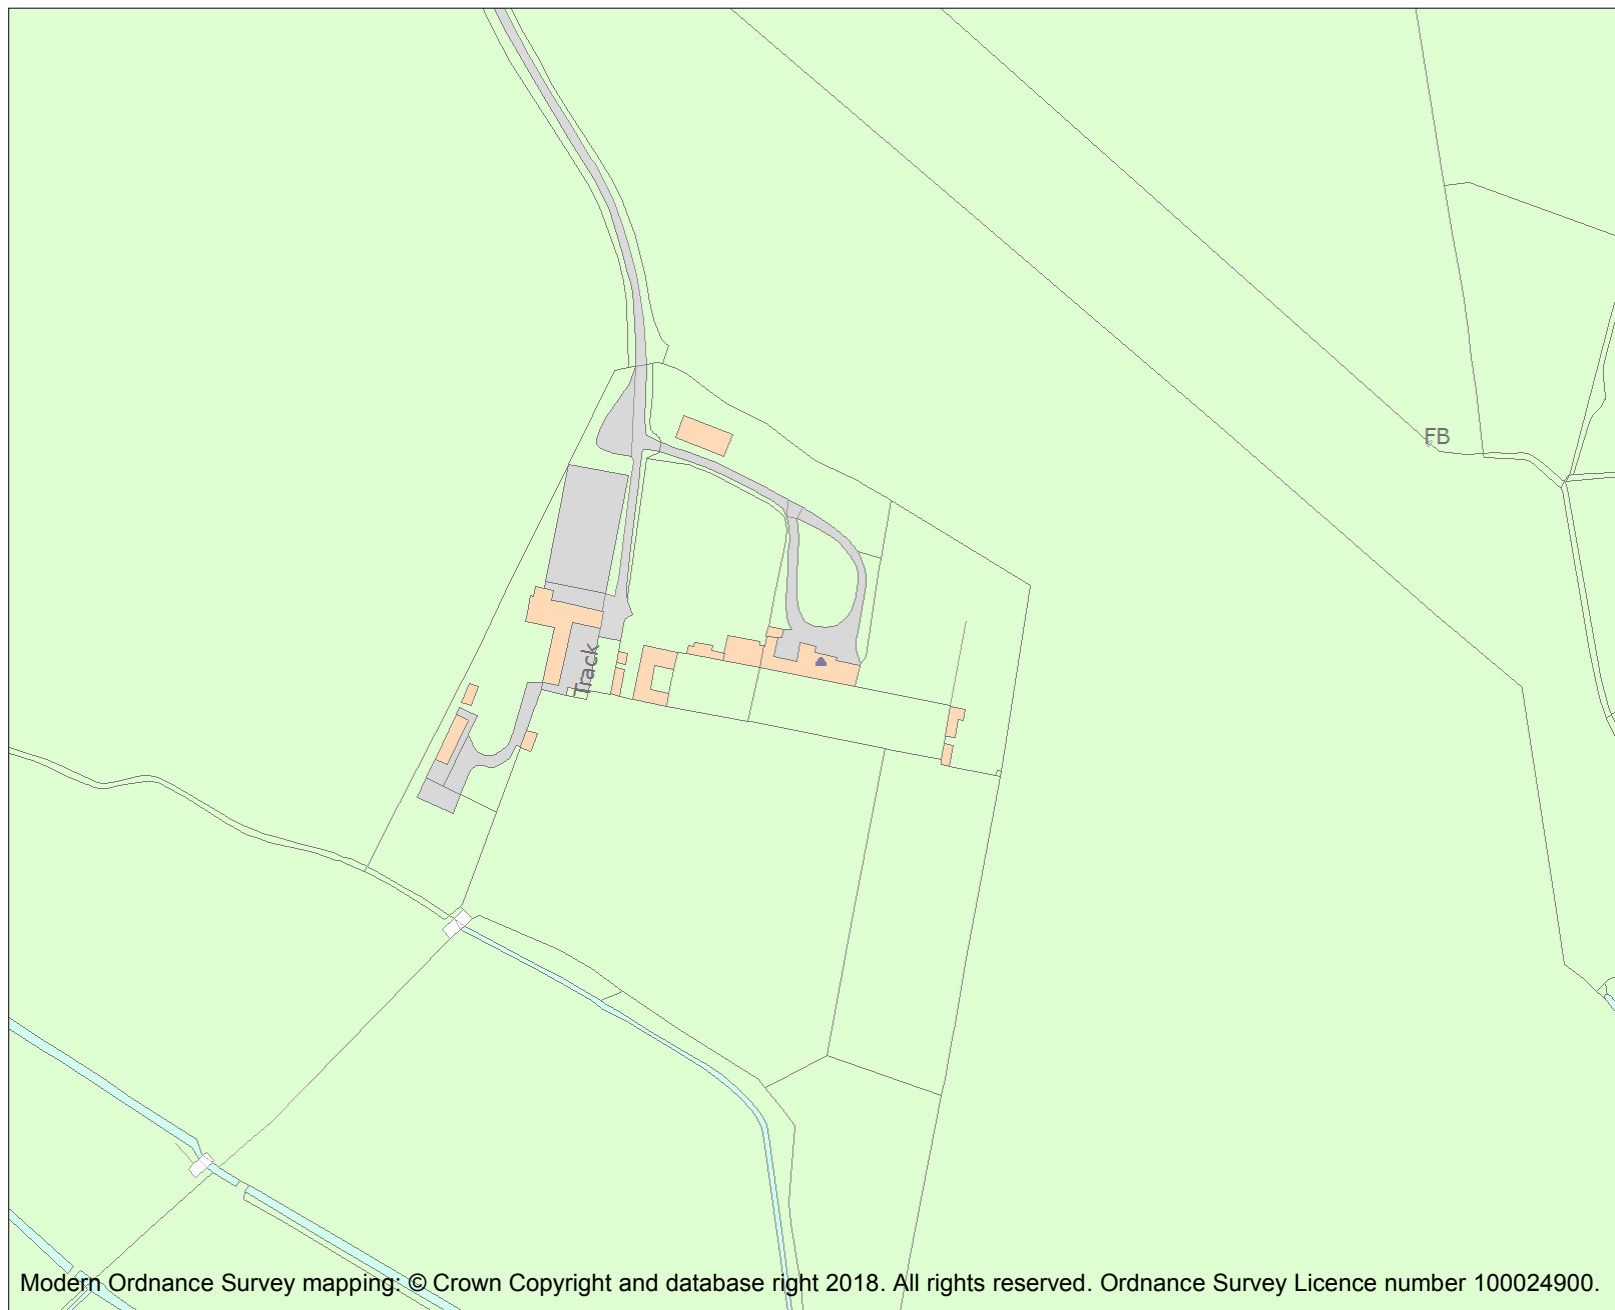 FB
Track
Modern Ordnance Survey mapping: © Crown Copyright and database right 2018. All rights reserved. Ordnance Survey Licence number 100024900.